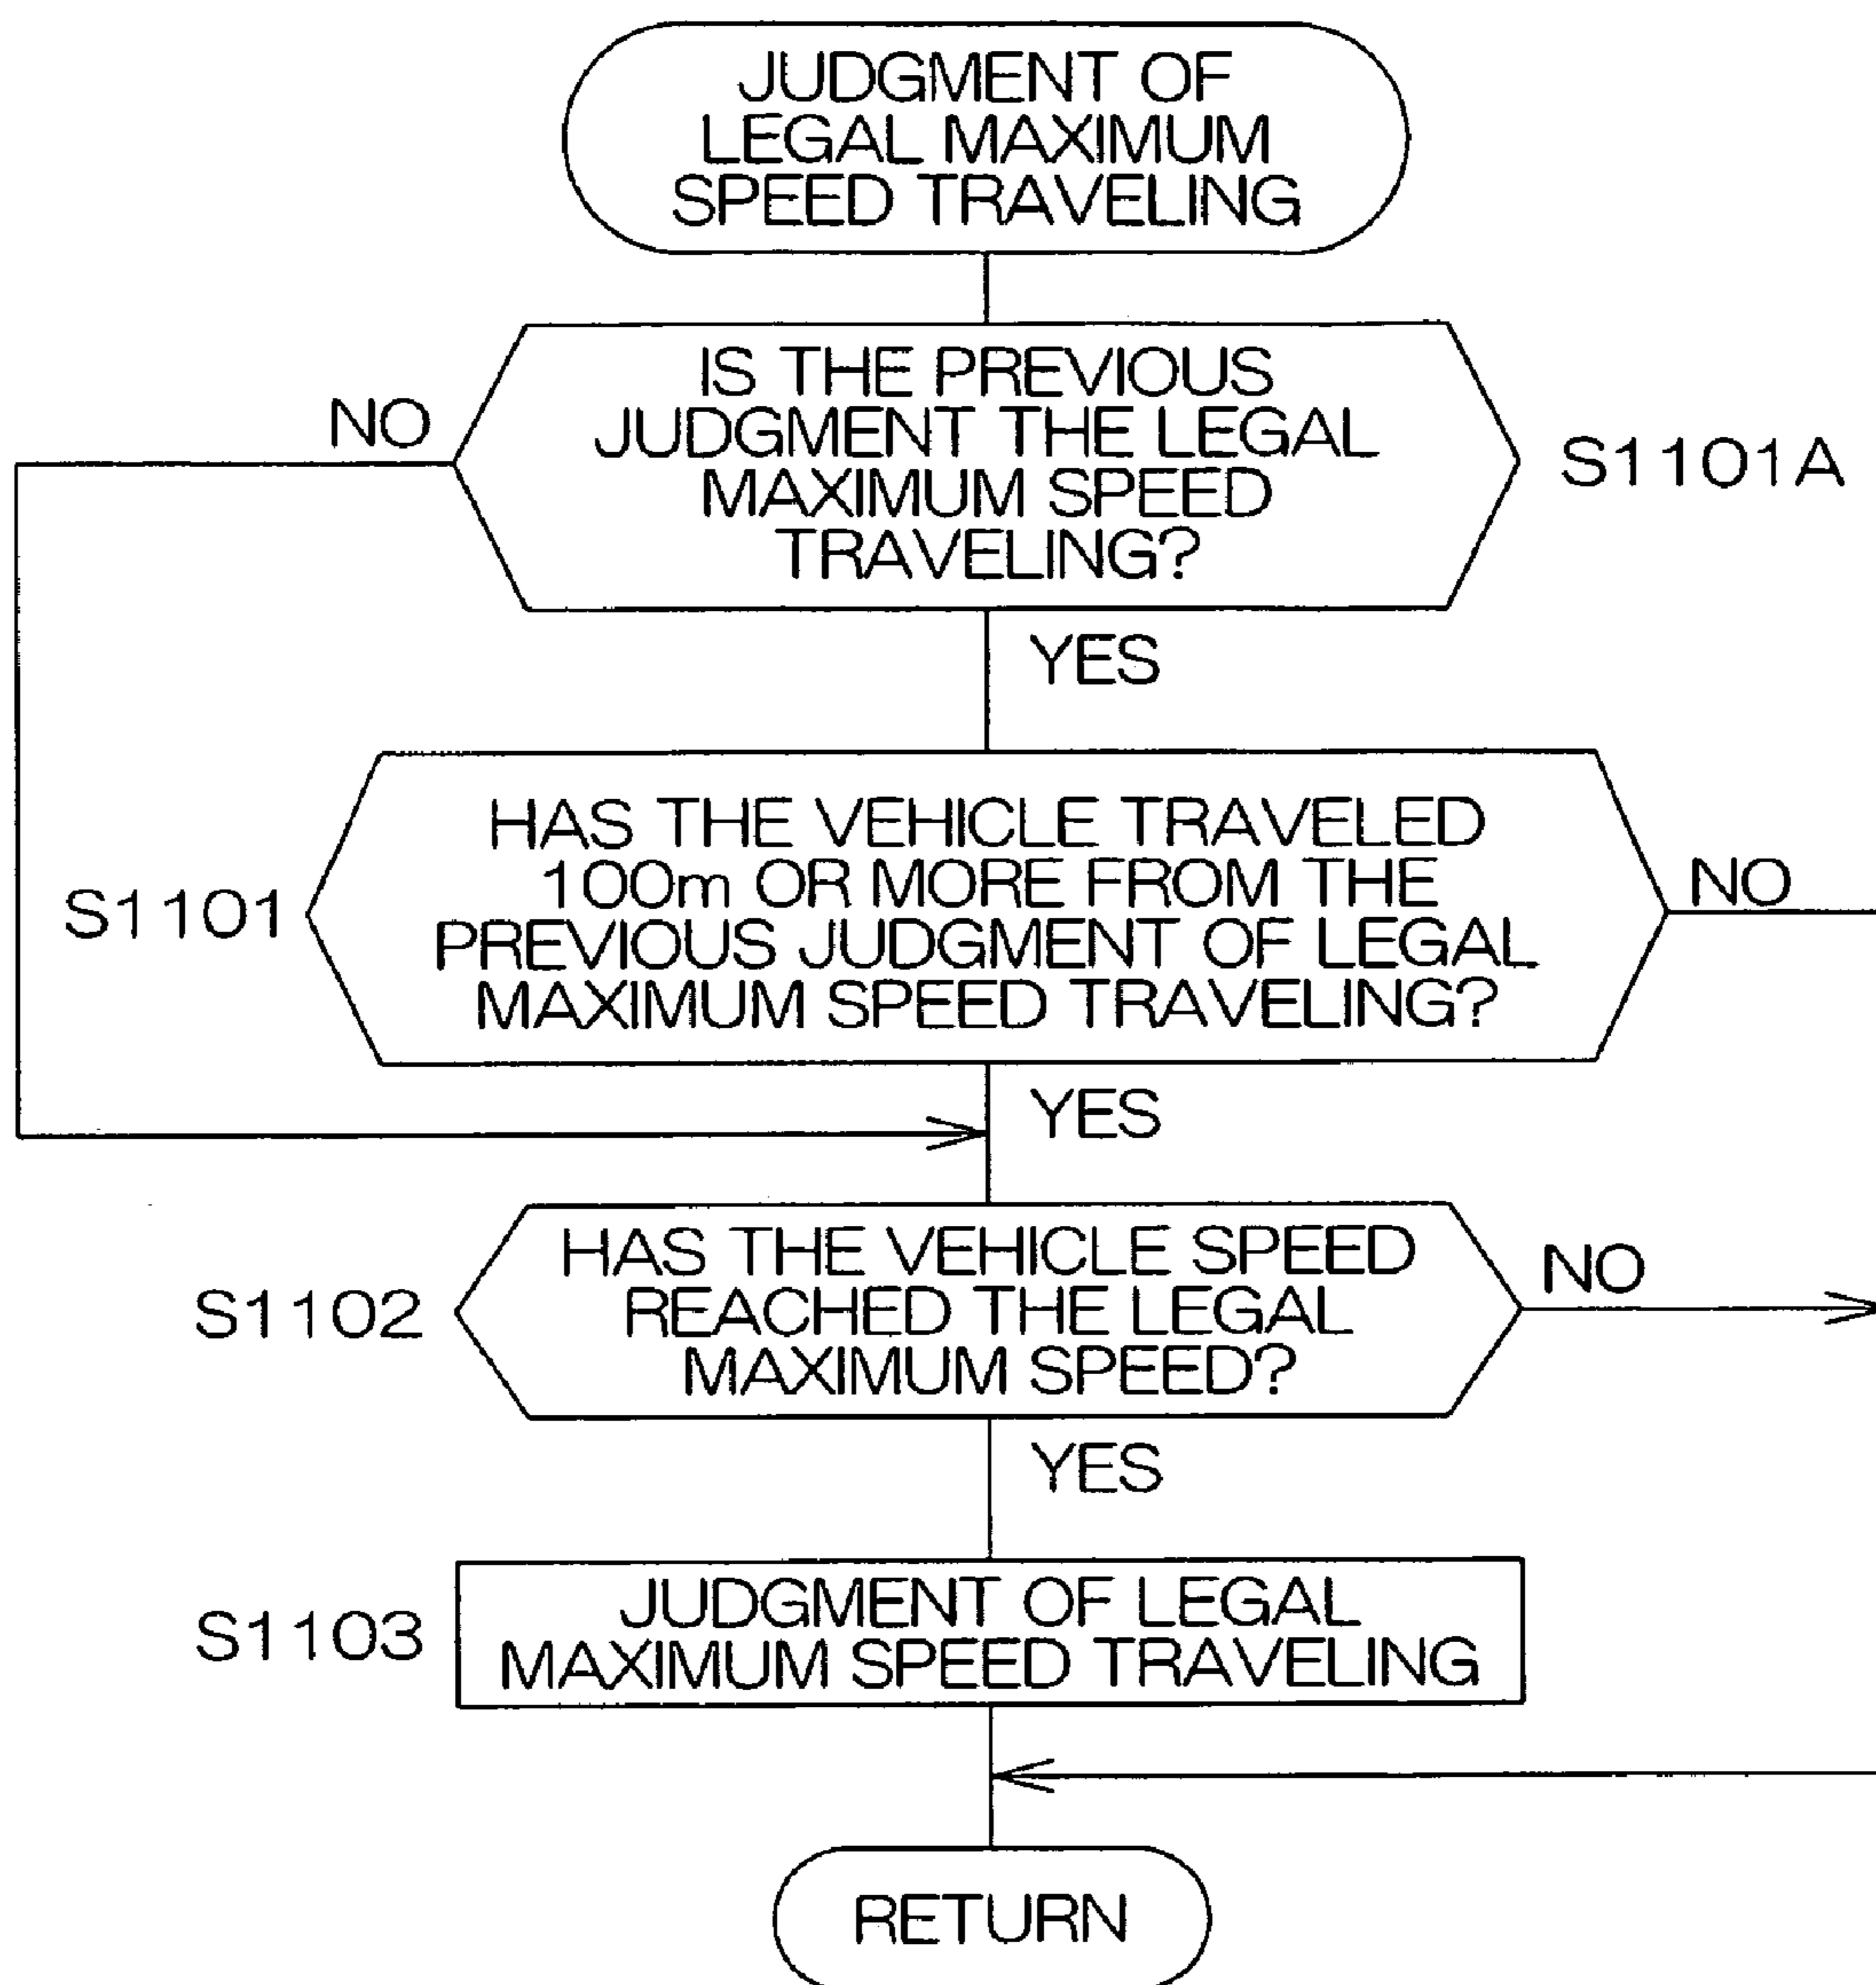 JUDGMENT OF
LEGAL MAXIMUM
SPEED TRAVELING
IS THE PREVIOUS
JUDGMENT THE LEGAL
MAXIMUM SPEED
TRAVELING?
NO
S1101A
YES
HAS THE VEHICLE TRAVELED
100m OR MORE FROM THE
PREVIOUS JUDGMENT OF LEGAL
MAXIMUM SPEED TRAVELING?
S1101
NO
YES
HAS THE VEHICLE SPEED
REACHED THE LEGAL
MAXIMUM SPEED?
S1102
NO
YES
JUDGMENT OF LEGAL
MAXIMUM SPEED TRAVELING
S1103
RETURN